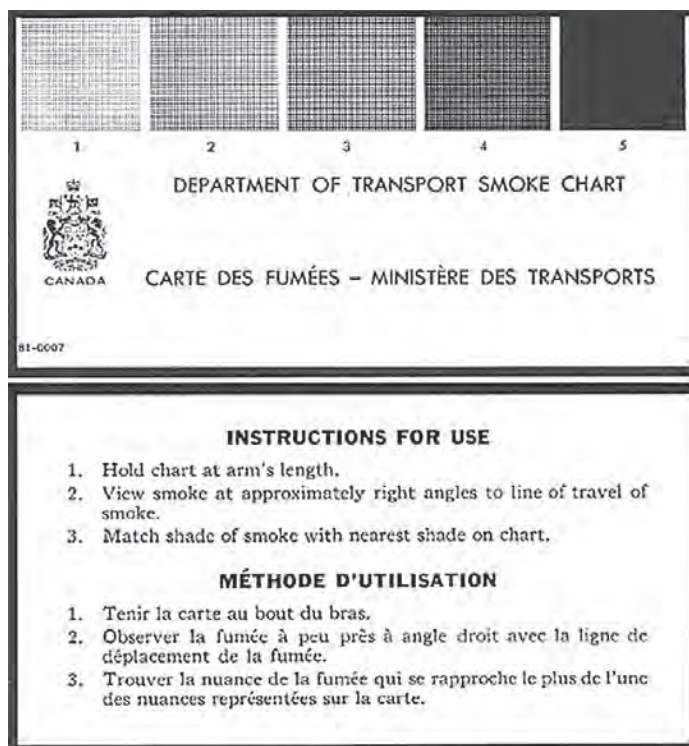 1 2 3 4 5
DEPARTMENT OF TRANSPORT SMOKE CHART
CANADA
CARTE DES FUMÉES – MINISTÈRE DES TRANSPORTS
81-0007
INSTRUCTIONS FOR USE
1. Hold chart at arm's length.
2. View smoke at approximately right angles to line of travel of
smoke.
3. Match shade of smoke with nearest shade on chart.
MÉTHODE D'UTILISATION
1. Tenir la carte au bout du bras.
2. Observer la fumée à peu près à angle droit avec la ligne de
déplacement de la fumée.
3. Trouver la nuance de la fumée qui se rapproche le plus de l'une
des nuances représentées sur la carte.